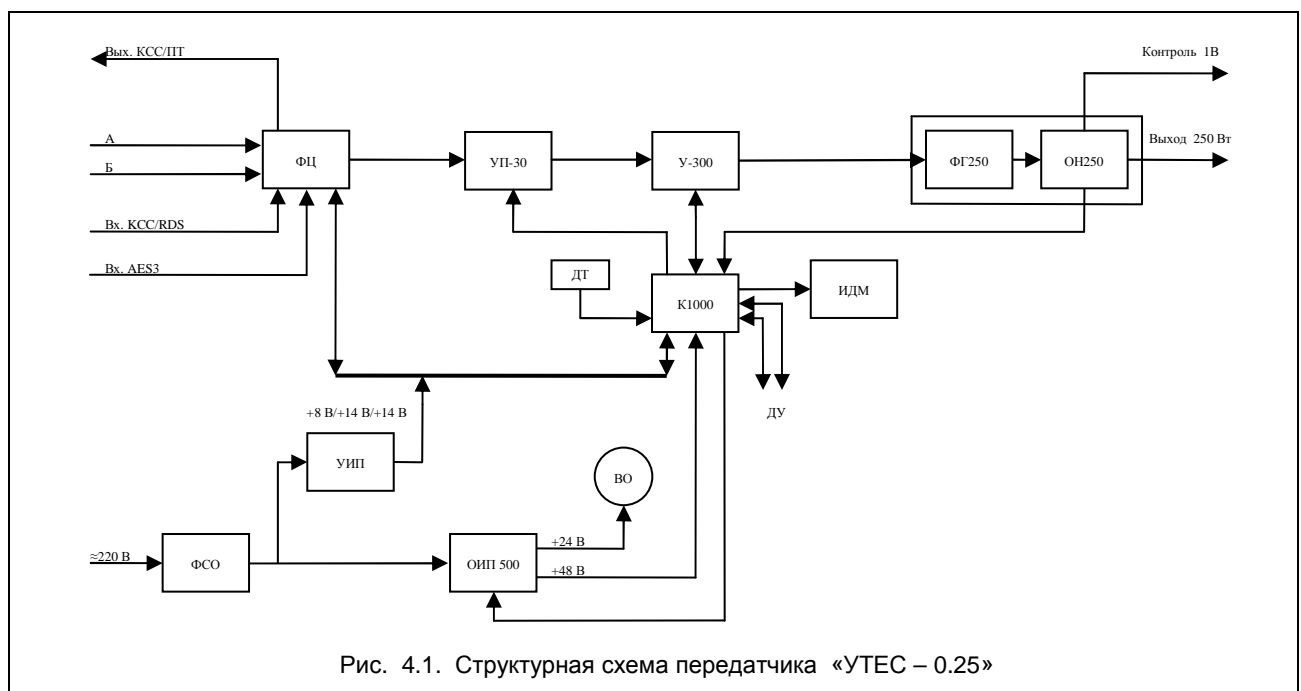 Вых. КСС/ПТ
Контроль 1В
А
Б
ФЦ
УП-30
У-300
ФГ250
ОН250
Выход 250 Вт
Вх. КСС/RDS
Вх. AES3
ДТ
К1000
ИДМ
+8 В/+14 В/+14 В
ДУ
УИП
ВО
≈220 В
ФСО
ОИП 500
+24 В
+48 В
Рис. 4.1. Структурная схема передатчика «УТЕС – 0.25»